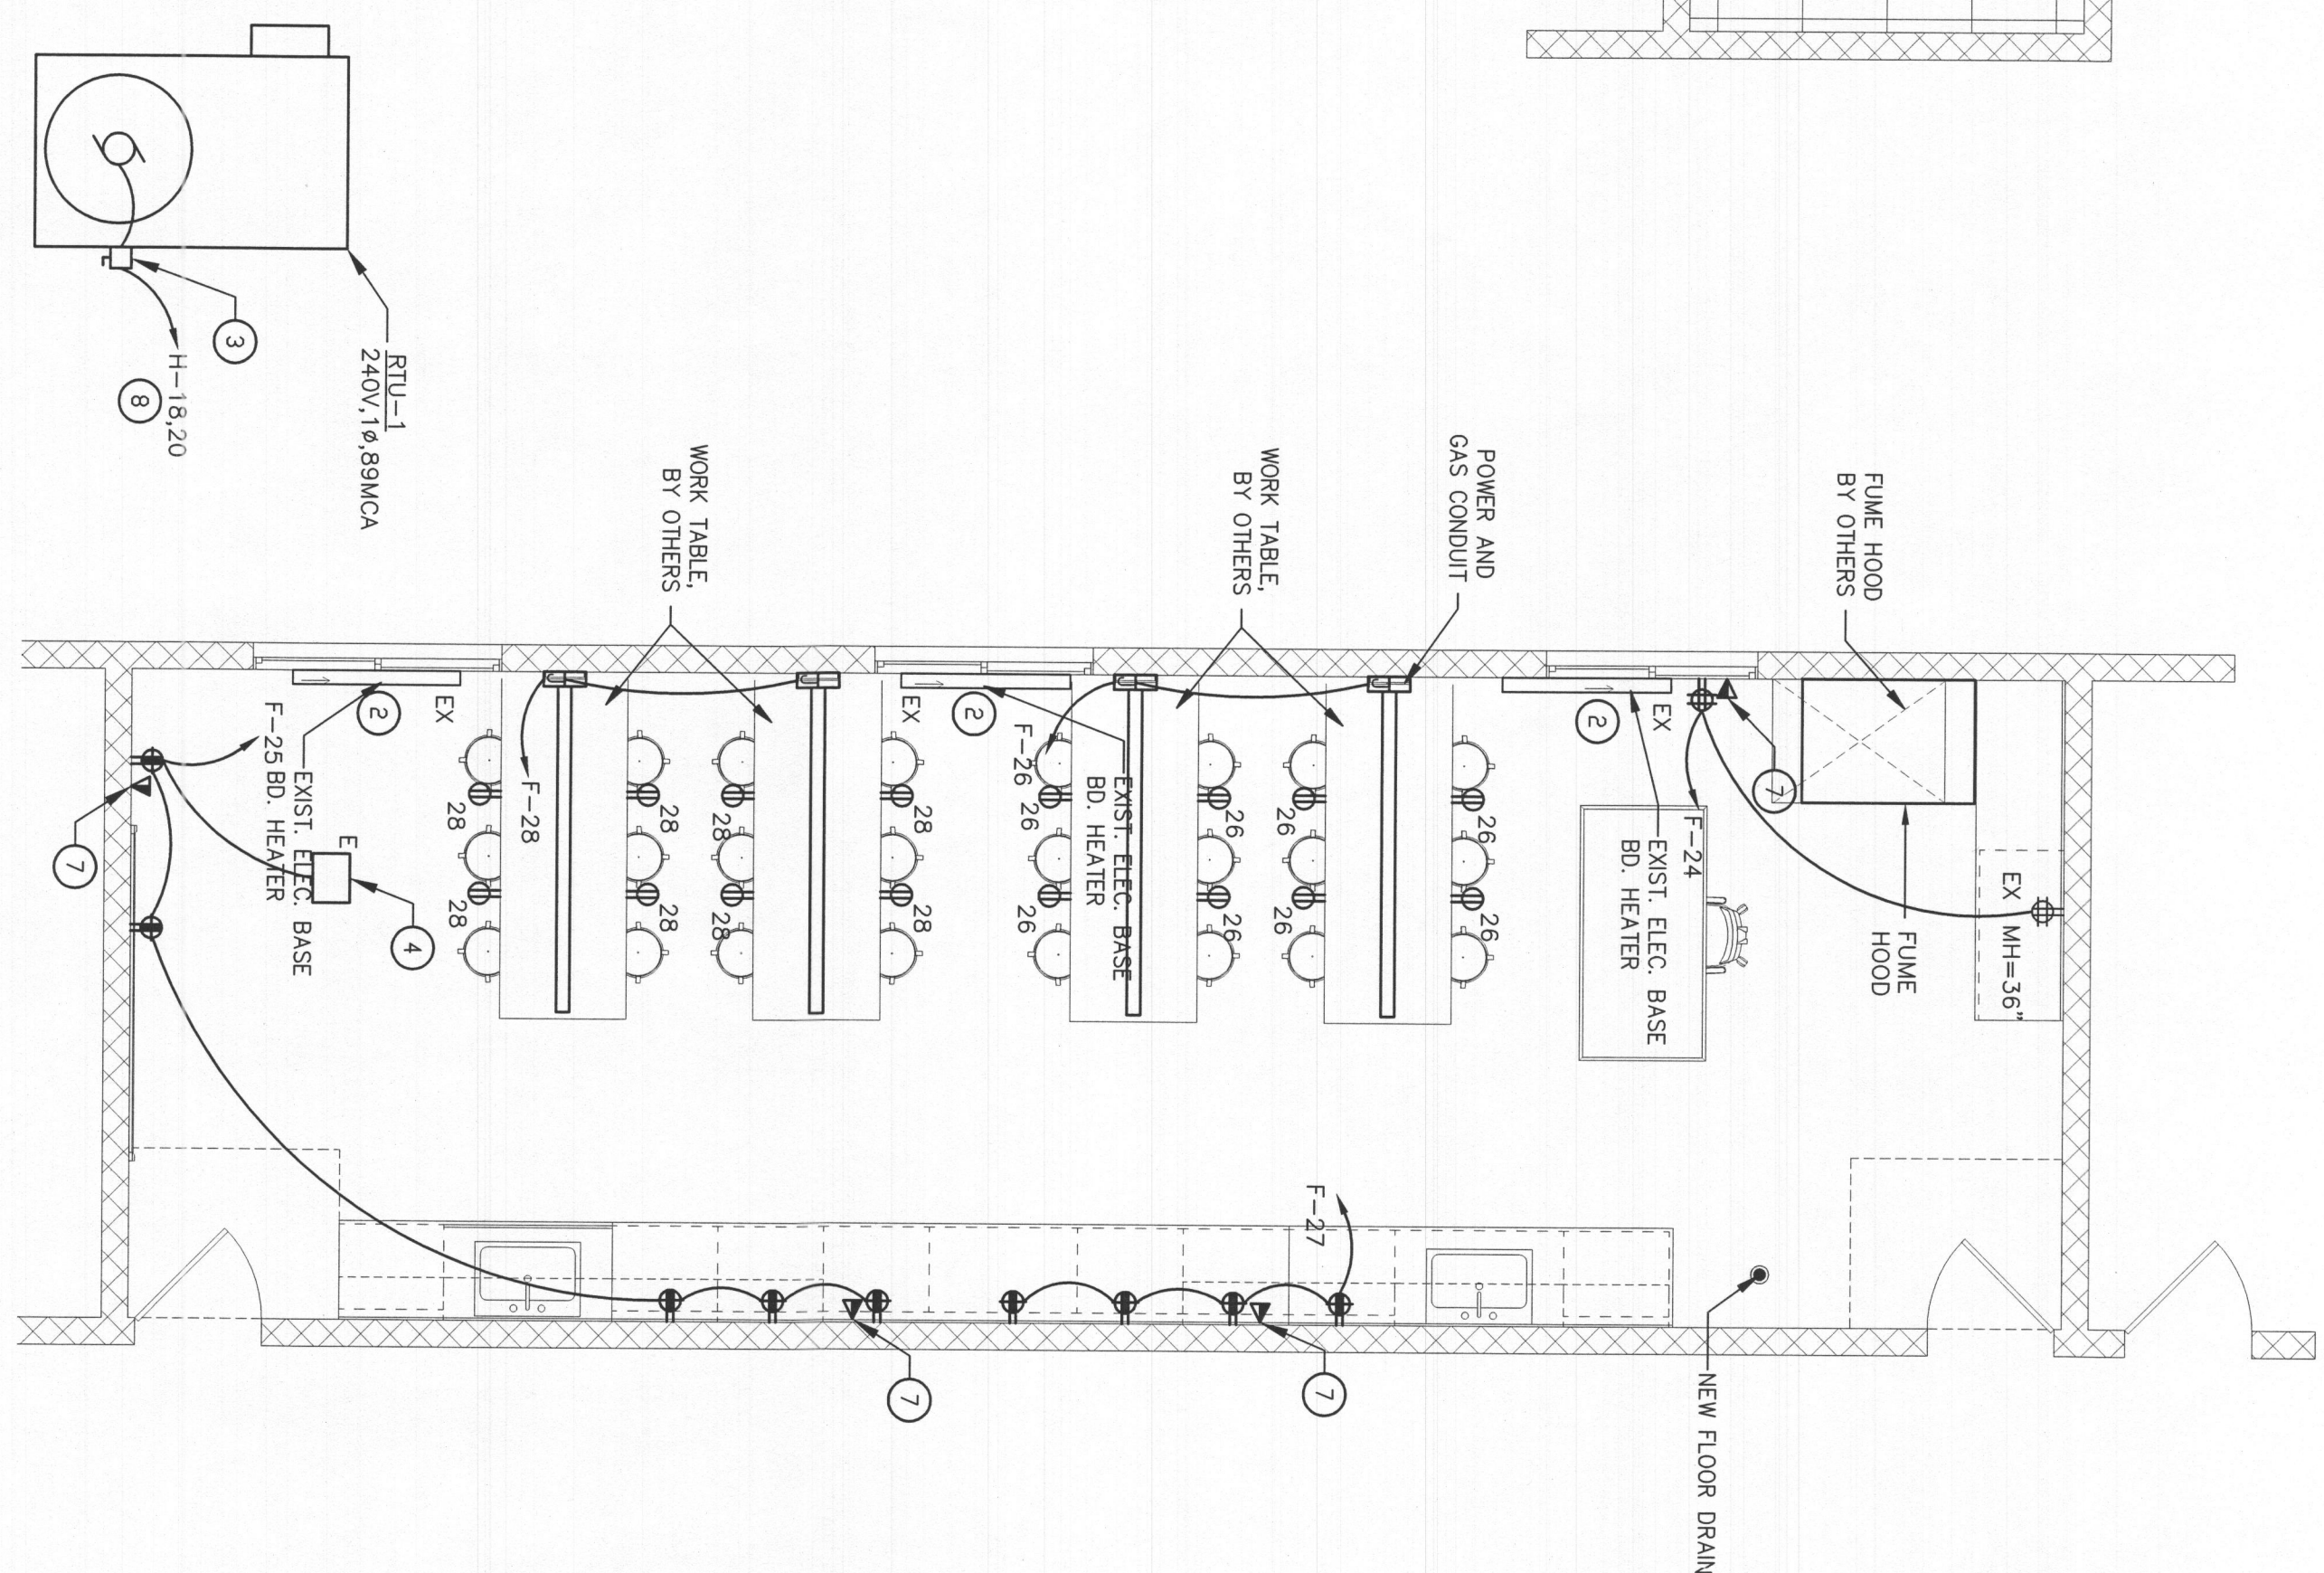 RTU-1
240V,1ø,89MCA
3
H-18,20
8
WORK TABLE,
BY OTHERS
WORK TABLE,
BY OTHERS
POWER AND
GAS CONDUIT
FUME HOOD
BY OTHERS
EX
2
EXIST. ELEC. BASE
BD. HEATER
F-25
7
E
4
F-28
28
28
28
28
28
28
28
28
EX
2
EXIST. ELEC. BASE
BD. HEATER
F-26
26
26
26
26
26
26
26
26
EX
2
EXIST. ELEC. BASE
BD. HEATER
F-24
7
FUME
HOOD
EX MH=36"
F-27
7
7
NEW FLOOR DRAIN